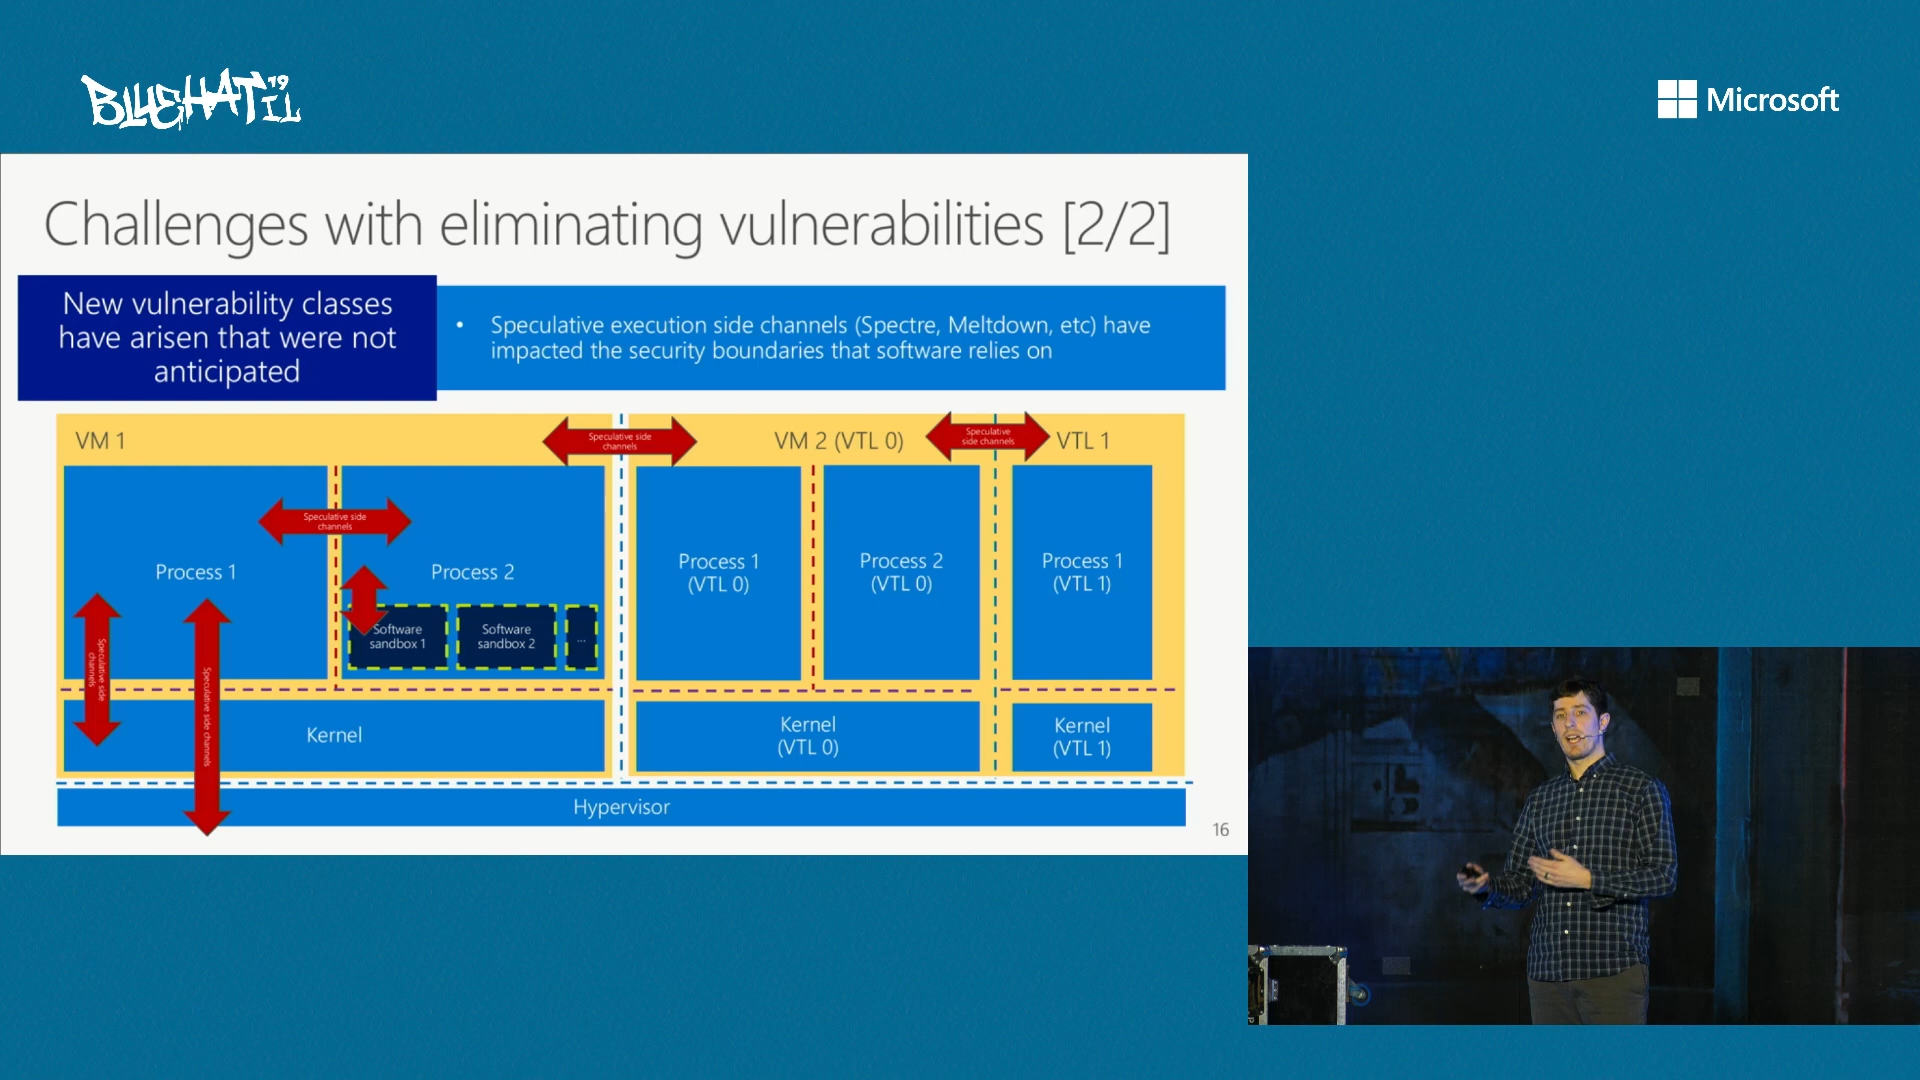 BLUEHAT IL 19
Microsoft
Challenges with eliminating vulnerabilities [2/2]
New vulnerability classes
have arisen that were not
anticipated
• Speculative execution side channels (Spectre, Meltdown, etc) have
impacted the security boundaries that software relies on
VM 1
Speculative side
channels
VM 2 (VTL 0)
Speculative
side channels
VTL 1
Speculative side
channels
Process 1
Process 2
Process 1
(VTL 0)
Process 2
(VTL 0)
Process 1
(VTL 1)
Software
sandbox 1
Software
sandbox 2
...
Speculative side
channels
Speculative side channels
Kernel
Kernel
(VTL 0)
Kernel
(VTL 1)
Hypervisor
16